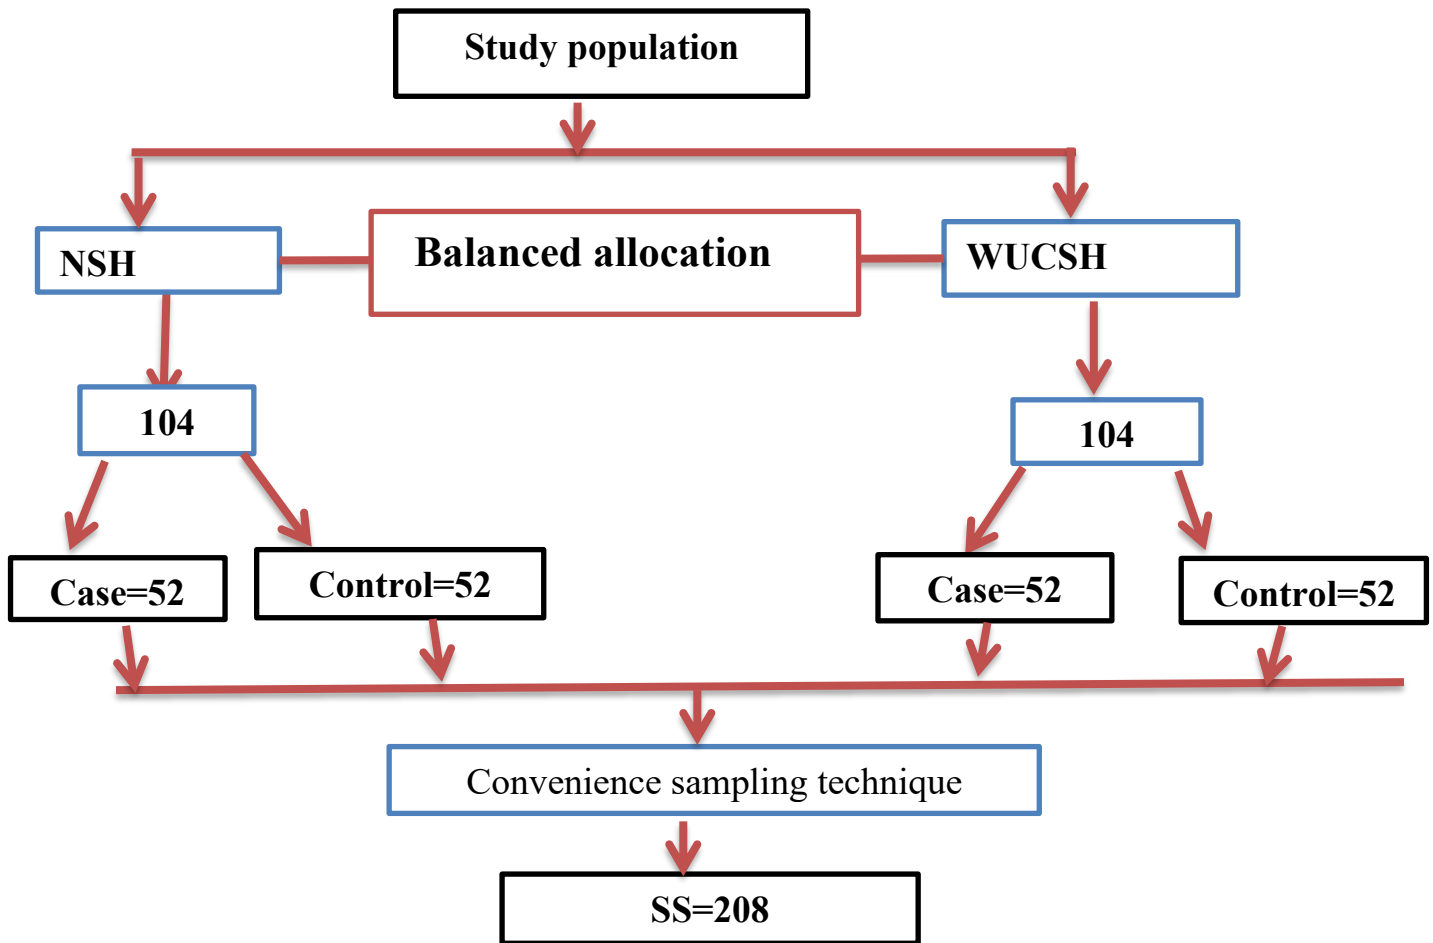 Study population
NSH
Balanced allocation
WUCSH
104
104
Case=52
Control=52
Case=52
Control=52
Convenience sampling technique
SS=208